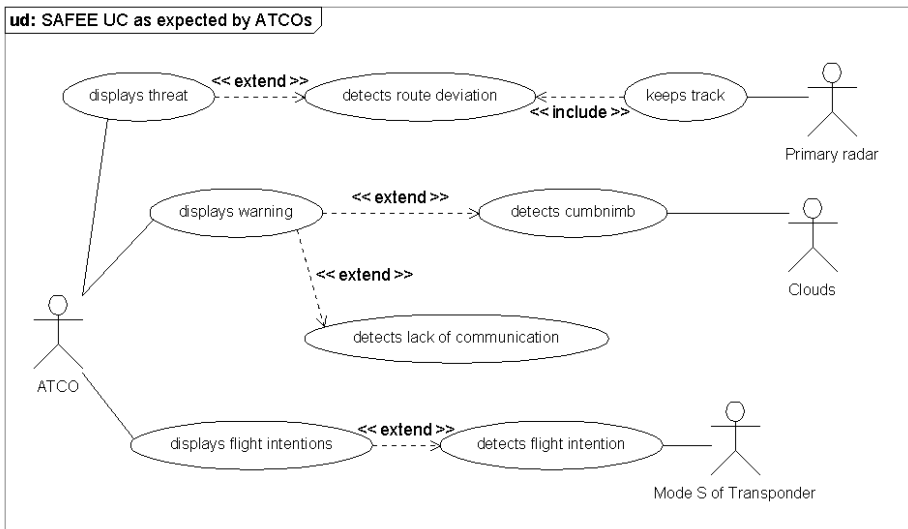 ud: SAFEE UC as expected by ATCOs
displays threat
<< extend >>
detects route deviation
<< include >>
keeps track
Primary radar
displays warning
<< extend >>
detects cumbnimb
Clouds
<< extend >>
detects lack of communication
ATCO
displays flight intentions
<< extend >>
detects flight intention
Mode S of Transponder